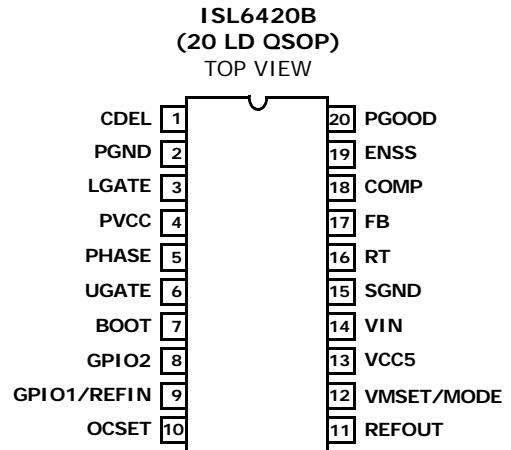 ISL6420B
(20 LD QSOP)
TOP VIEW
CDEL 1 20 PGOOD
PGND 2 19 ENSS
LGATE 3 18 COMP
PVCC 4 17 FB
PHASE 5 16 RT
UGATE 6 15 SGND
BOOT 7 14 VIN
GPIO2 8 13 VCC5
GPIO1/REFIN 9 12 VMSET/MODE
OCSET 10 11 REFOUT